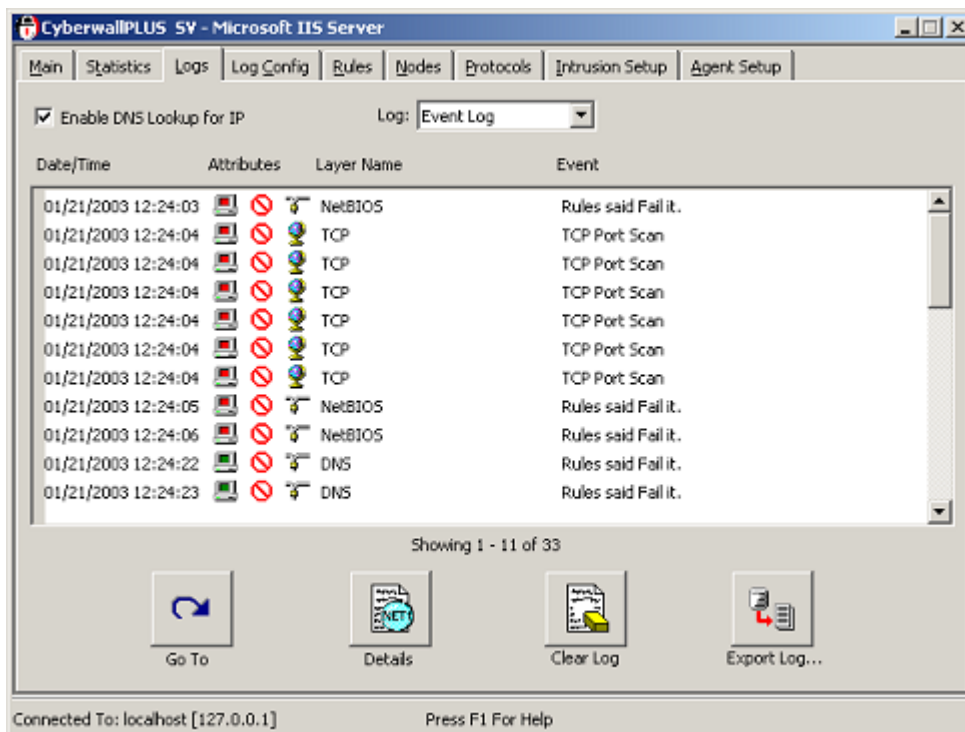 CyberwallPLUS SV - Microsoft IIS Server
Main Statistics Logs Log Config Rules Nodes Protocols Intrusion Setup Agent Setup
Enable DNS Lookup for IP Log: Event Log
Date/Time Attributes Layer Name Event
01/21/2003 12:24:03 NetBIOS Rules said Fail it.
01/21/2003 12:24:04 TCP TCP Port Scan
01/21/2003 12:24:04 TCP TCP Port Scan
01/21/2003 12:24:04 TCP TCP Port Scan
01/21/2003 12:24:04 TCP TCP Port Scan
01/21/2003 12:24:04 TCP TCP Port Scan
01/21/2003 12:24:04 TCP TCP Port Scan
01/21/2003 12:24:05 NetBIOS Rules said Fail it.
01/21/2003 12:24:06 NetBIOS Rules said Fail it.
01/21/2003 12:24:22 DNS Rules said Fail it.
01/21/2003 12:24:23 DNS Rules said Fail it.
Showing 1 - 11 of 33
NET
Go To Details Clear Log Export Log...
Connected To: localhost [127.0.0.1] Press F1 For Help